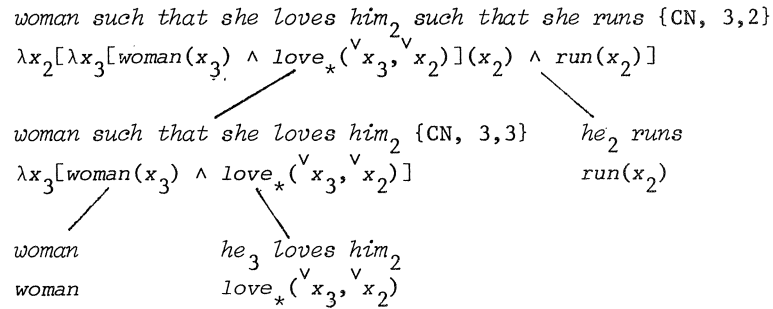 woman such that she loves him₂ such that she runs {CN, 3,2}
λx₂[λx₃[woman(x₃) ∧ love⁎(ˇx₃,ˇx₂)](x₂) ∧ run(x₂)]
woman such that she loves him₂ {CN, 3,3} he₂ runs
λx₃[woman(x₃) ∧ love⁎(ˇx₃,ˇx₂)] run(x₂)
woman he₃ loves him₂
woman love⁎(ˇx₃,ˇx₂)